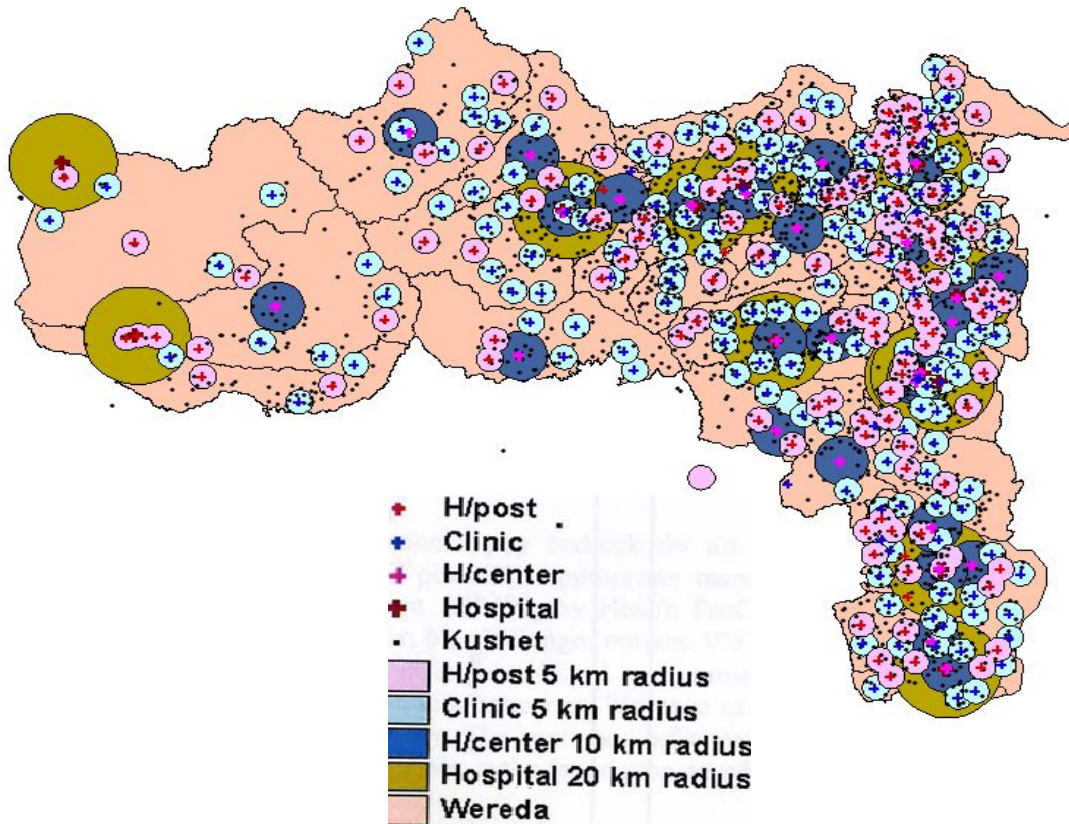 H/post
Clinic
H/center
Hospital
Kushet
H/post 5 km radius
Clinic 5 km radius
H/center 10 km radius
Hospital 20 km radius
Wereda